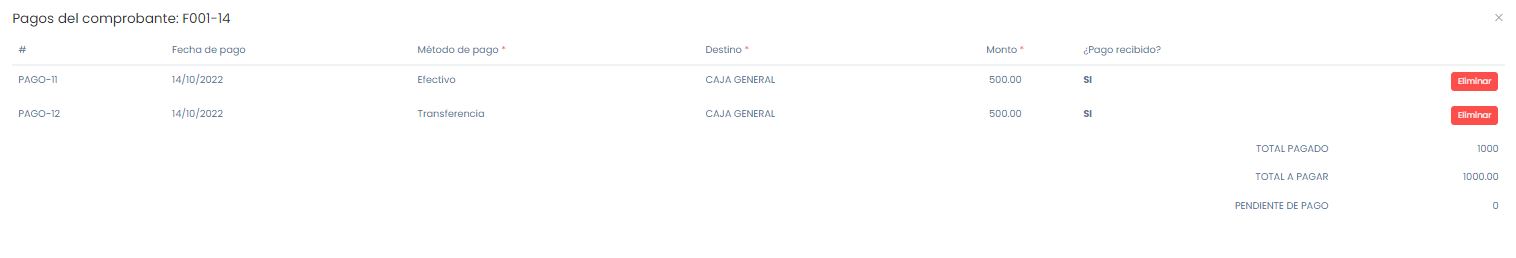 Pagos del comprobante: F001-14 ×
# Fecha de pago Método de pago * Destino * Monto * ¿Pago recibido?
PAGO-11 14/10/2022 Efectivo CAJA GENERAL 500.00 SI Eliminar
PAGO-12 14/10/2022 Transferencia CAJA GENERAL 500.00 SI Eliminar
TOTAL PAGADO 1000
TOTAL A PAGAR 1000.00
PENDIENTE DE PAGO 0